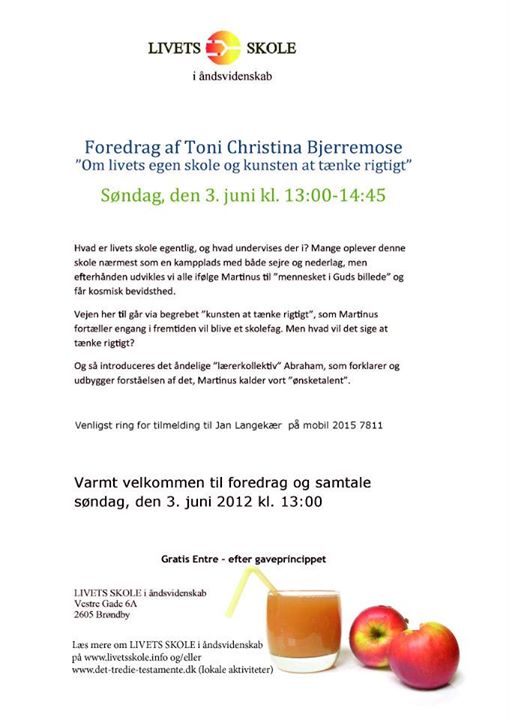 LIVETS SKOLE
i åndsvidenskab
Foredrag af Toni Christina Bjerremose
”Om livets egen skole og kunsten at tænke rigtigt”
Søndag, den 3. juni kl. 13:00-14:45
Hvad er livets skole egentlig, og hvad undervises der i? Mange oplever denne
skole nærmest som en kampplads med både sejre og nederlag, men
efterhånden udvikles vi alle ifølge Martinus til ”mennesket i Guds billede” og
får kosmisk bevidsthed.
Vejen her til går via begrebet ”kunsten at tænke rigtigt”, som Martinus
fortæller engang i fremtiden vil blive et skolefag. Men hvad vil det sige at
tænke rigtigt?
Og så introduceres det åndelige ”lærerkollektiv” Abraham, som forklarer og
udbygger forståelsen af det, Martinus kalder vort ”ønsketalent”.
Venligst ring for tilmelding til Jan Langekær på mobil 2015 7811
Varmt velkommen til foredrag og samtale
søndag, den 3. juni 2012 kl. 13:00
Gratis Entre - efter gaveprincippet
LIVETS SKOLE i åndsvidenskab
Vestre Gade 6A
2605 Brøndby
Læs mere om LIVETS SKOLE i åndsvidenskab
på www.livetsskole.info og/eller
www.det-tredie-testamente.dk (lokale aktiviteter)